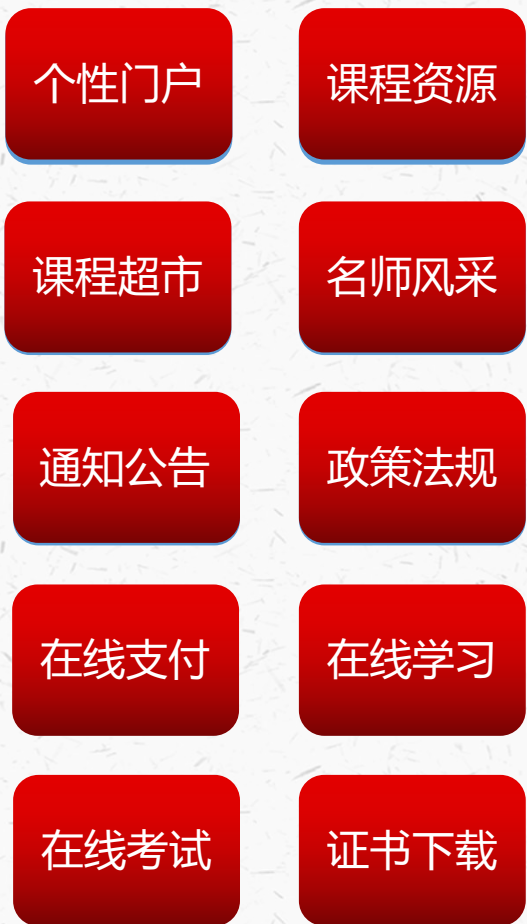 个性门户
课程资源
课程超市
名师风采
通知公告
政策法规
在线支付
在线学习
在线考试
证书下载